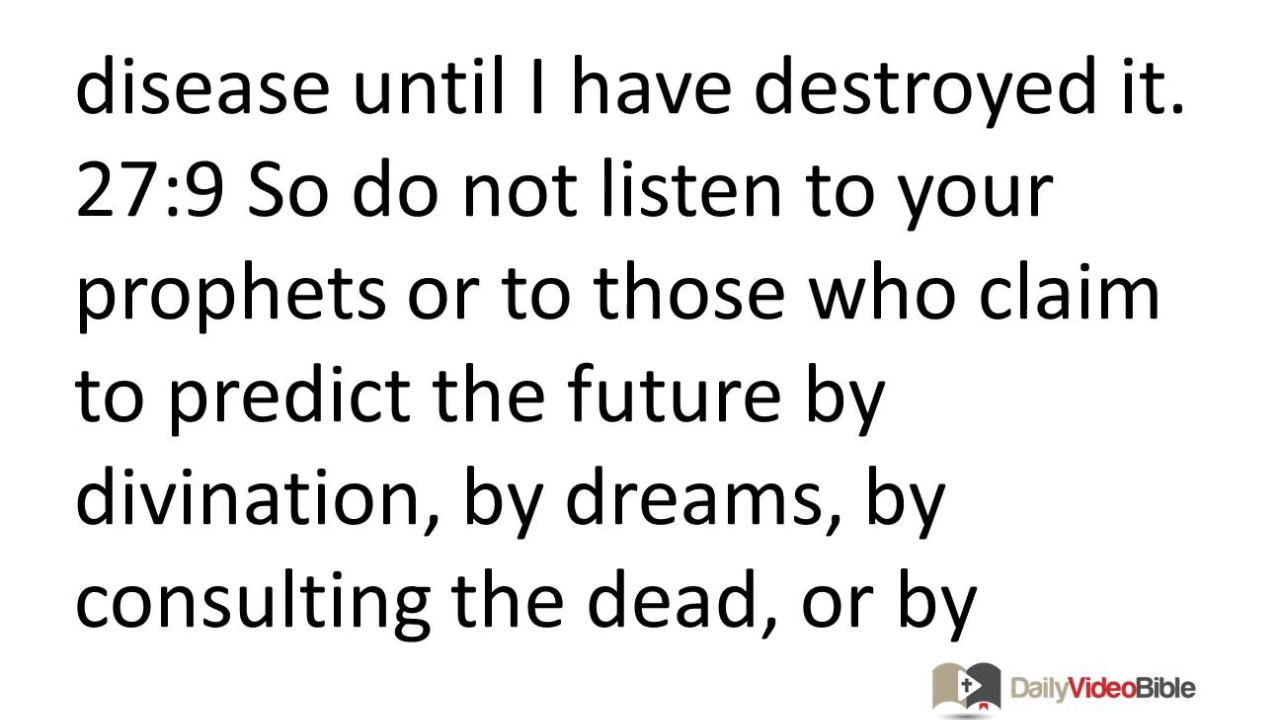 disease until I have destroyed it.
27:9 So do not listen to your
prophets or to those who claim
to predict the future by
divination, by dreams, by
consulting the dead, or by
DailyVideoBible